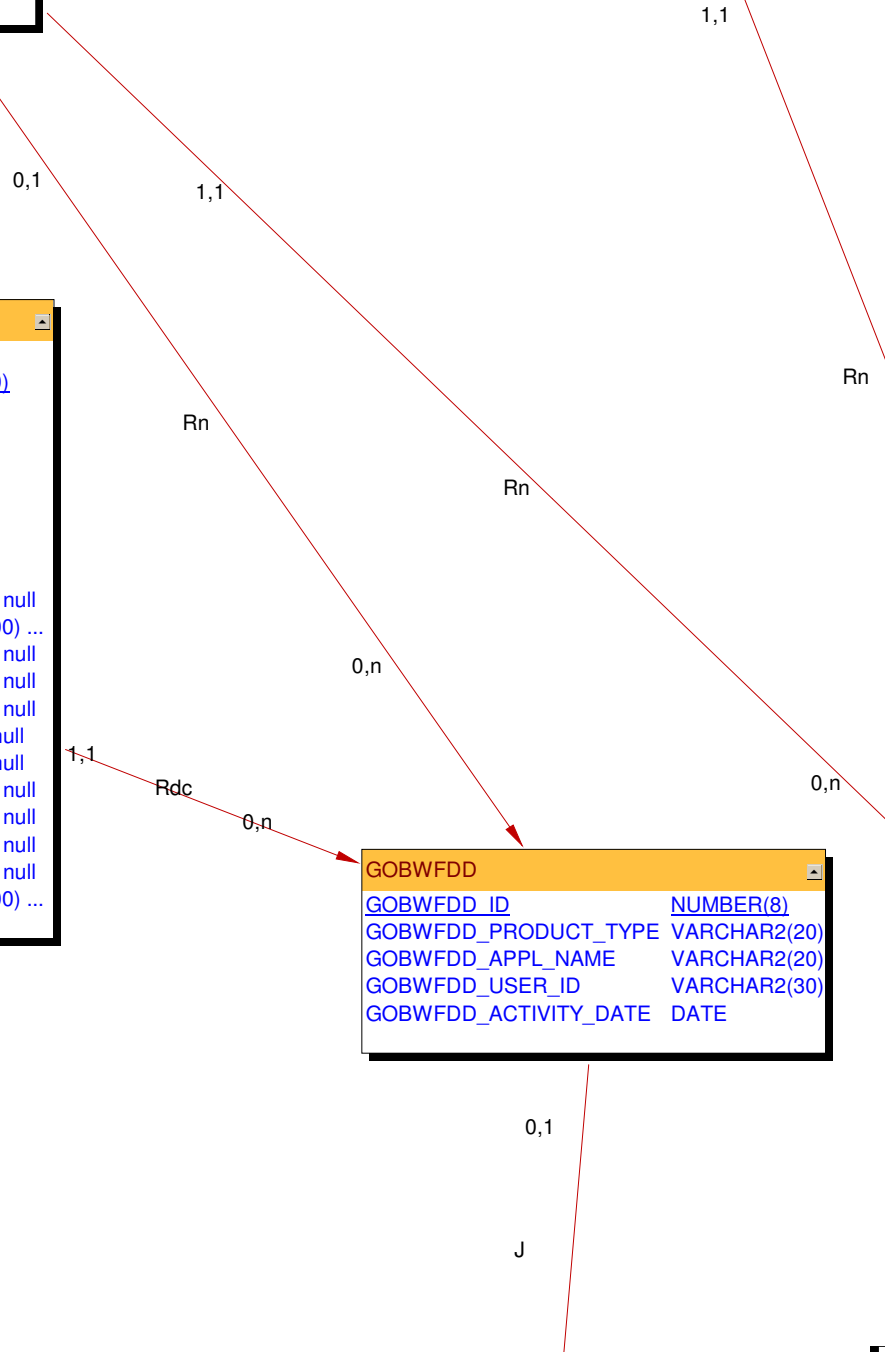 1,1
0,1
1,1
)
Rn
Rn
Rn
null
00) ...
null
null
null
null
null
null
null
null
null
00) ...
0,n
1,1
Rdc
0,n
0,n
GOBWFDD
GOBWFDD_ID NUMBER(8)
GOBWFDD_PRODUCT_TYPE VARCHAR2(20)
GOBWFDD_APPL_NAME VARCHAR2(20)
GOBWFDD_USER_ID VARCHAR2(30)
GOBWFDD_ACTIVITY_DATE DATE
0,1
J